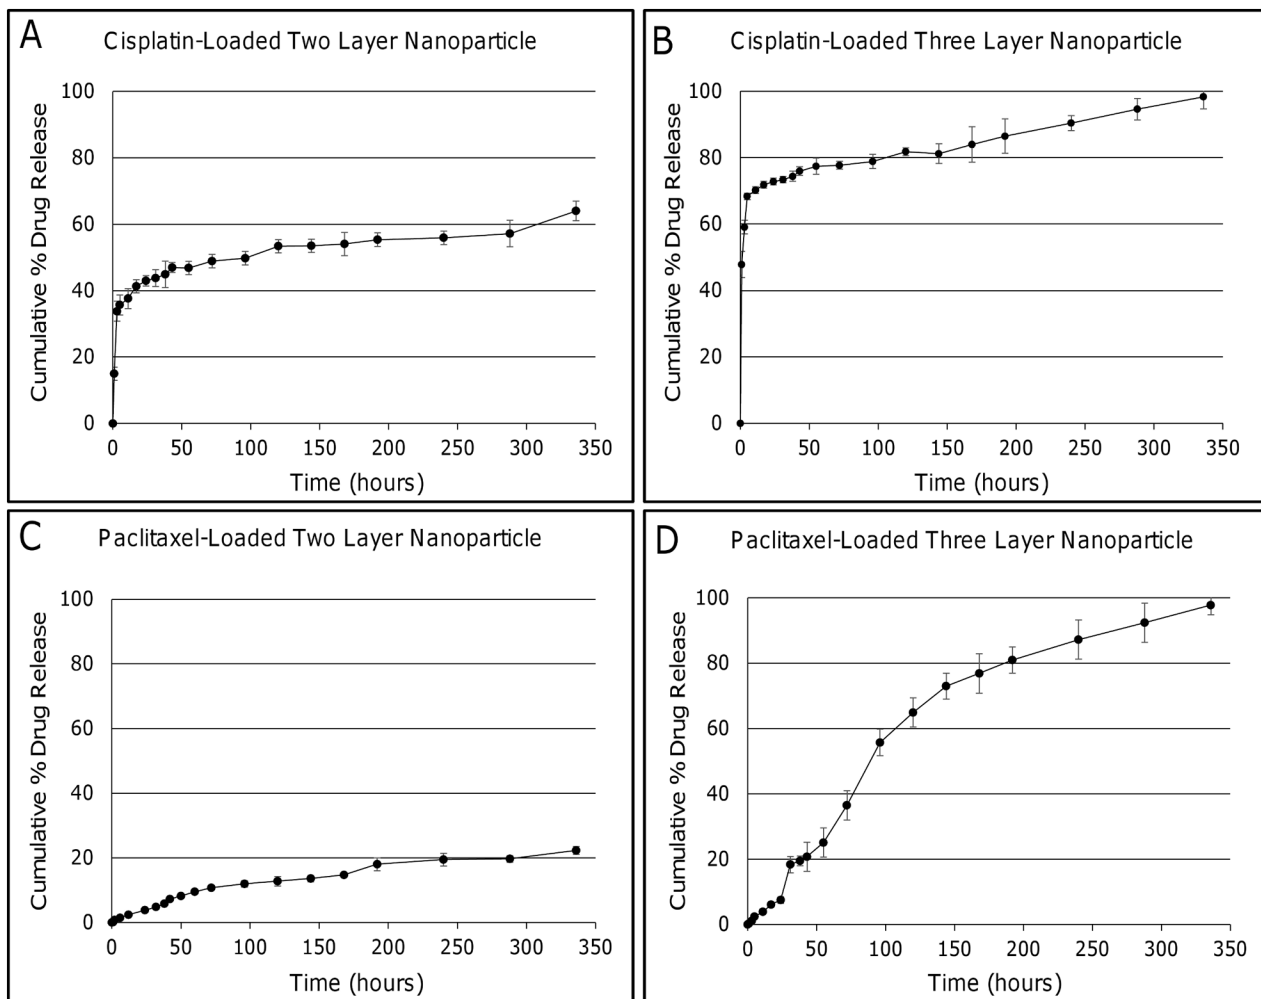 A
Cisplatin-Loaded Two Layer Nanoparticle
Cumulative % Drug Release
100
80
60
40
20
0
0 50 100 150 200 250 300 350
Time (hours)
B
Cisplatin-Loaded Three Layer Nanoparticle
Cumulative % Drug Release
100
80
60
40
20
0
0 50 100 150 200 250 300 350
Time (hours)
C
Paclitaxel-Loaded Two Layer Nanoparticle
Cumulative % Drug Release
100
80
60
40
20
0
0 50 100 150 200 250 300 350
Time (hours)
D
Paclitaxel-Loaded Three Layer Nanoparticle
Cumulative % Drug Release
100
80
60
40
20
0
0 50 100 150 200 250 300 350
Time (hours)